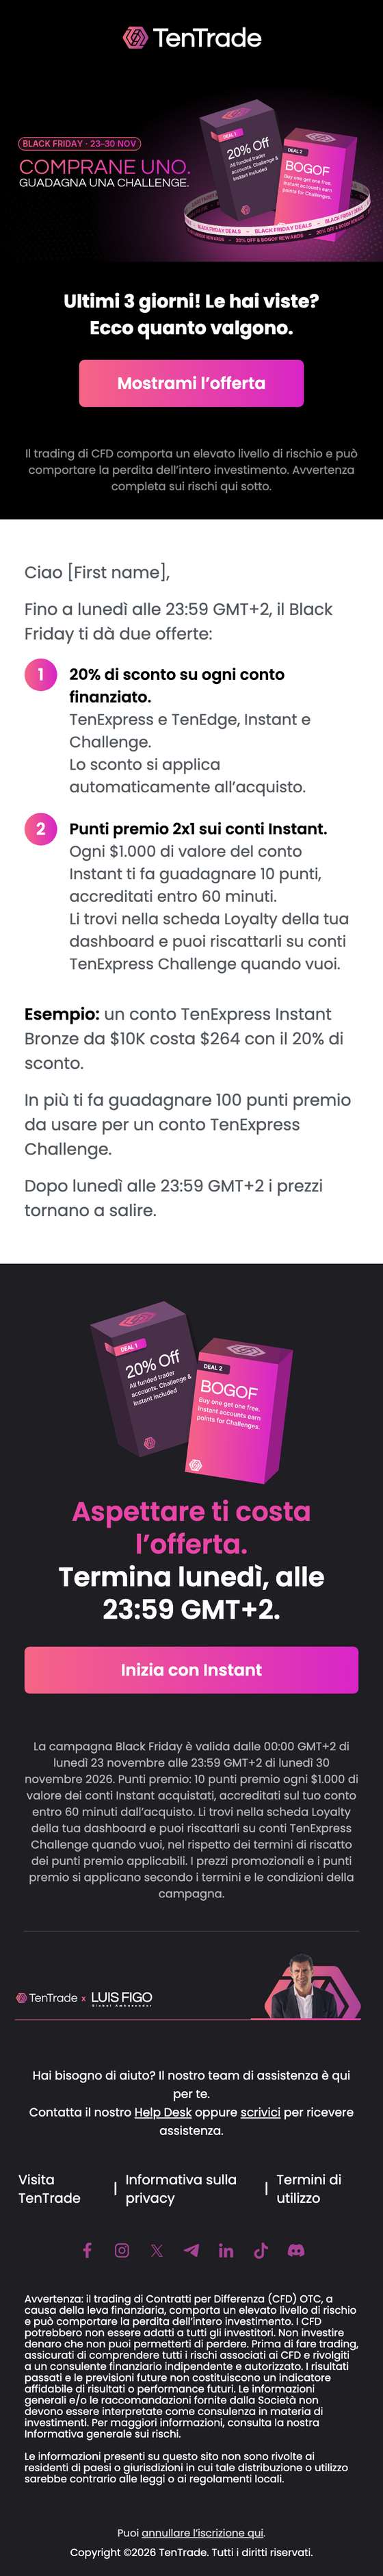 TenTrade
BLACK FRIDAY · 23-30 NOV
COMPRANE UNO.
GUADAGNA UNA CHALLENGE.
DEAL 1
20% Off
All funded trader
accounts. Challenge &
Instant included
DEAL 2
BOGOF
Buy one get one free.
Instant accounts earn
points for Challenges.
BLACK FRIDAY DEALS – BLACK FRIDAY DEALS
Ultimi 3 giorni! Le hai viste?
Ecco quanto valgono.
Mostrami l’offerta
Il trading di CFD comporta un elevato livello di rischio e può
comportare la perdita dell’intero investimento. Avvertenza
completa sui rischi qui sotto.
Ciao [First name],
Fino a lunedì alle 23:59 GMT+2, il Black
Friday ti dà due offerte:
1
20% di sconto su ogni conto
finanziato.
TenExpress e TenEdge, Instant e
Challenge.
Lo sconto si applica
automaticamente all’acquisto.
2
Punti premio 2x1 sui conti Instant.
Ogni $1.000 di valore del conto
Instant ti fa guadagnare 10 punti,
accreditati entro 60 minuti.
Li trovi nella scheda Loyalty della tua
dashboard e puoi riscattarli su conti
TenExpress Challenge quando vuoi.
Esempio: un conto TenExpress Instant
Bronze da $10K costa $264 con il 20% di
sconto.
In più ti fa guadagnare 100 punti premio
da usare per un conto TenExpress
Challenge.
Dopo lunedì alle 23:59 GMT+2 i prezzi
tornano a salire.
DEAL 1
20% Off
All funded trader
accounts. Challenge &
Instant included
DEAL 2
BOGOF
Buy one get one free.
Instant accounts earn
points for Challenges.
Aspettare ti costa
l’offerta.
Termina lunedì, alle
23:59 GMT+2.
Inizia con Instant
La campagna Black Friday è valida dalle 00:00 GMT+2 di
lunedì 23 novembre alle 23:59 GMT+2 di lunedì 30
novembre 2026. Punti premio: 10 punti premio ogni $1.000 di
valore dei conti Instant acquistati, accreditati sul tuo conto
entro 60 minuti dall’acquisto. Li trovi nella scheda Loyalty
della tua dashboard e puoi riscattarli su conti TenExpress
Challenge quando vuoi, nel rispetto dei termini di riscatto
dei punti premio applicabili. I prezzi promozionali e i punti
premio si applicano secondo i termini e le condizioni della
campagna.
TenTrade x LUIS FIGO
Global Ambassador
Hai bisogno di aiuto? Il nostro team di assistenza è qui
per te.
Contatta il nostro Help Desk oppure scrivici per ricevere
assistenza.
Visita
TenTrade
|
Informativa sulla
privacy
|
Termini di
utilizzo
Avvertenza: il trading di Contratti per Differenza (CFD) OTC, a
causa della leva finanziaria, comporta un elevato livello di rischio
e può comportare la perdita dell’intero investimento. I CFD
potrebbero non essere adatti a tutti gli investitori. Non investire
denaro che non puoi permetterti di perdere. Prima di fare trading,
assicurati di comprendere tutti i rischi associati ai CFD e rivolgiti
a un consulente finanziario indipendente e autorizzato. I risultati
passati e le previsioni future non costituiscono un indicatore
affidabile di risultati o performance futuri. Le informazioni
generali e/o le raccomandazioni fornite dalla Società non
devono essere interpretate come consulenza in materia di
investimenti. Per maggiori informazioni, consulta la nostra
Informativa generale sui rischi.
Le informazioni presenti su questo sito non sono rivolte ai
residenti di paesi o giurisdizioni in cui tale distribuzione o utilizzo
sarebbe contrario alle leggi o ai regolamenti locali.
Puoi annullare l’iscrizione qui.
Copyright ©2026 TenTrade. Tutti i diritti riservati.